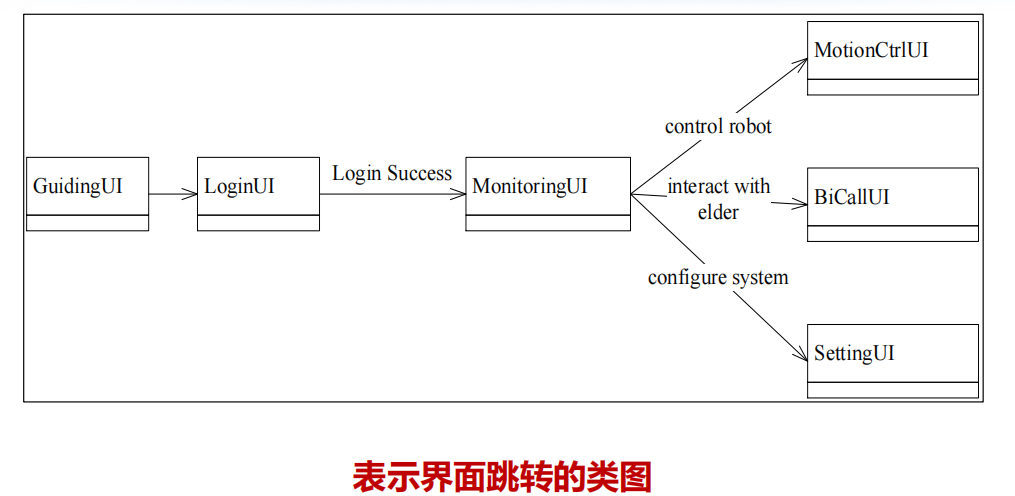 GuidingUI
LoginUI
Login Success
MonitoringUI
control robot
interact with
elder
configure system
MotionCtrlUI
BiCallUI
SettingUI
表示界面跳转的类图